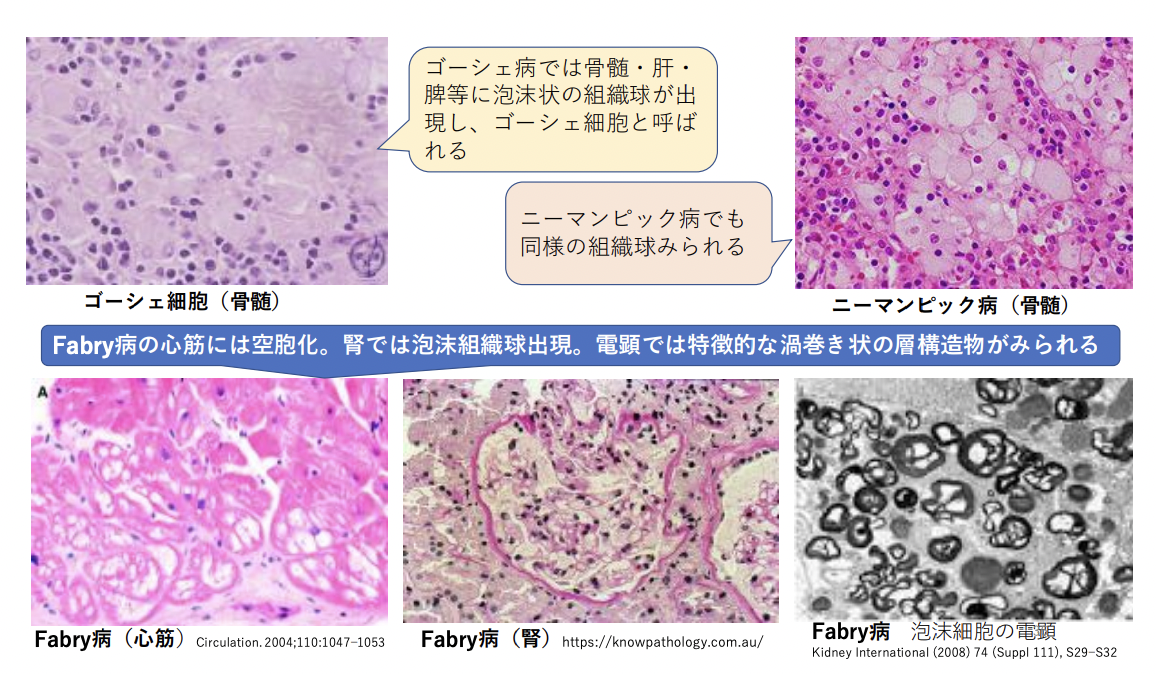 ゴーシェ病では骨髄・肝・
脾等に泡沫状の組織球が出
現し、ゴーシェ細胞と呼ば
れる
ニーマンピック病でも
同様の組織球みられる
ゴーシェ細胞（骨髄）
ニーマンピック病（骨髄）
Fabry病の心筋には空胞化。腎では泡沫組織球出現。電顕では特徴的な渦巻き状の層構造物がみられる
A
Fabry病（心筋） Circulation. 2004;110:1047–1053
Fabry病（腎） https://knowpathology.com.au/
Fabry病　泡沫細胞の電顕
Kidney International (2008) 74 (Suppl 111), S29–S32